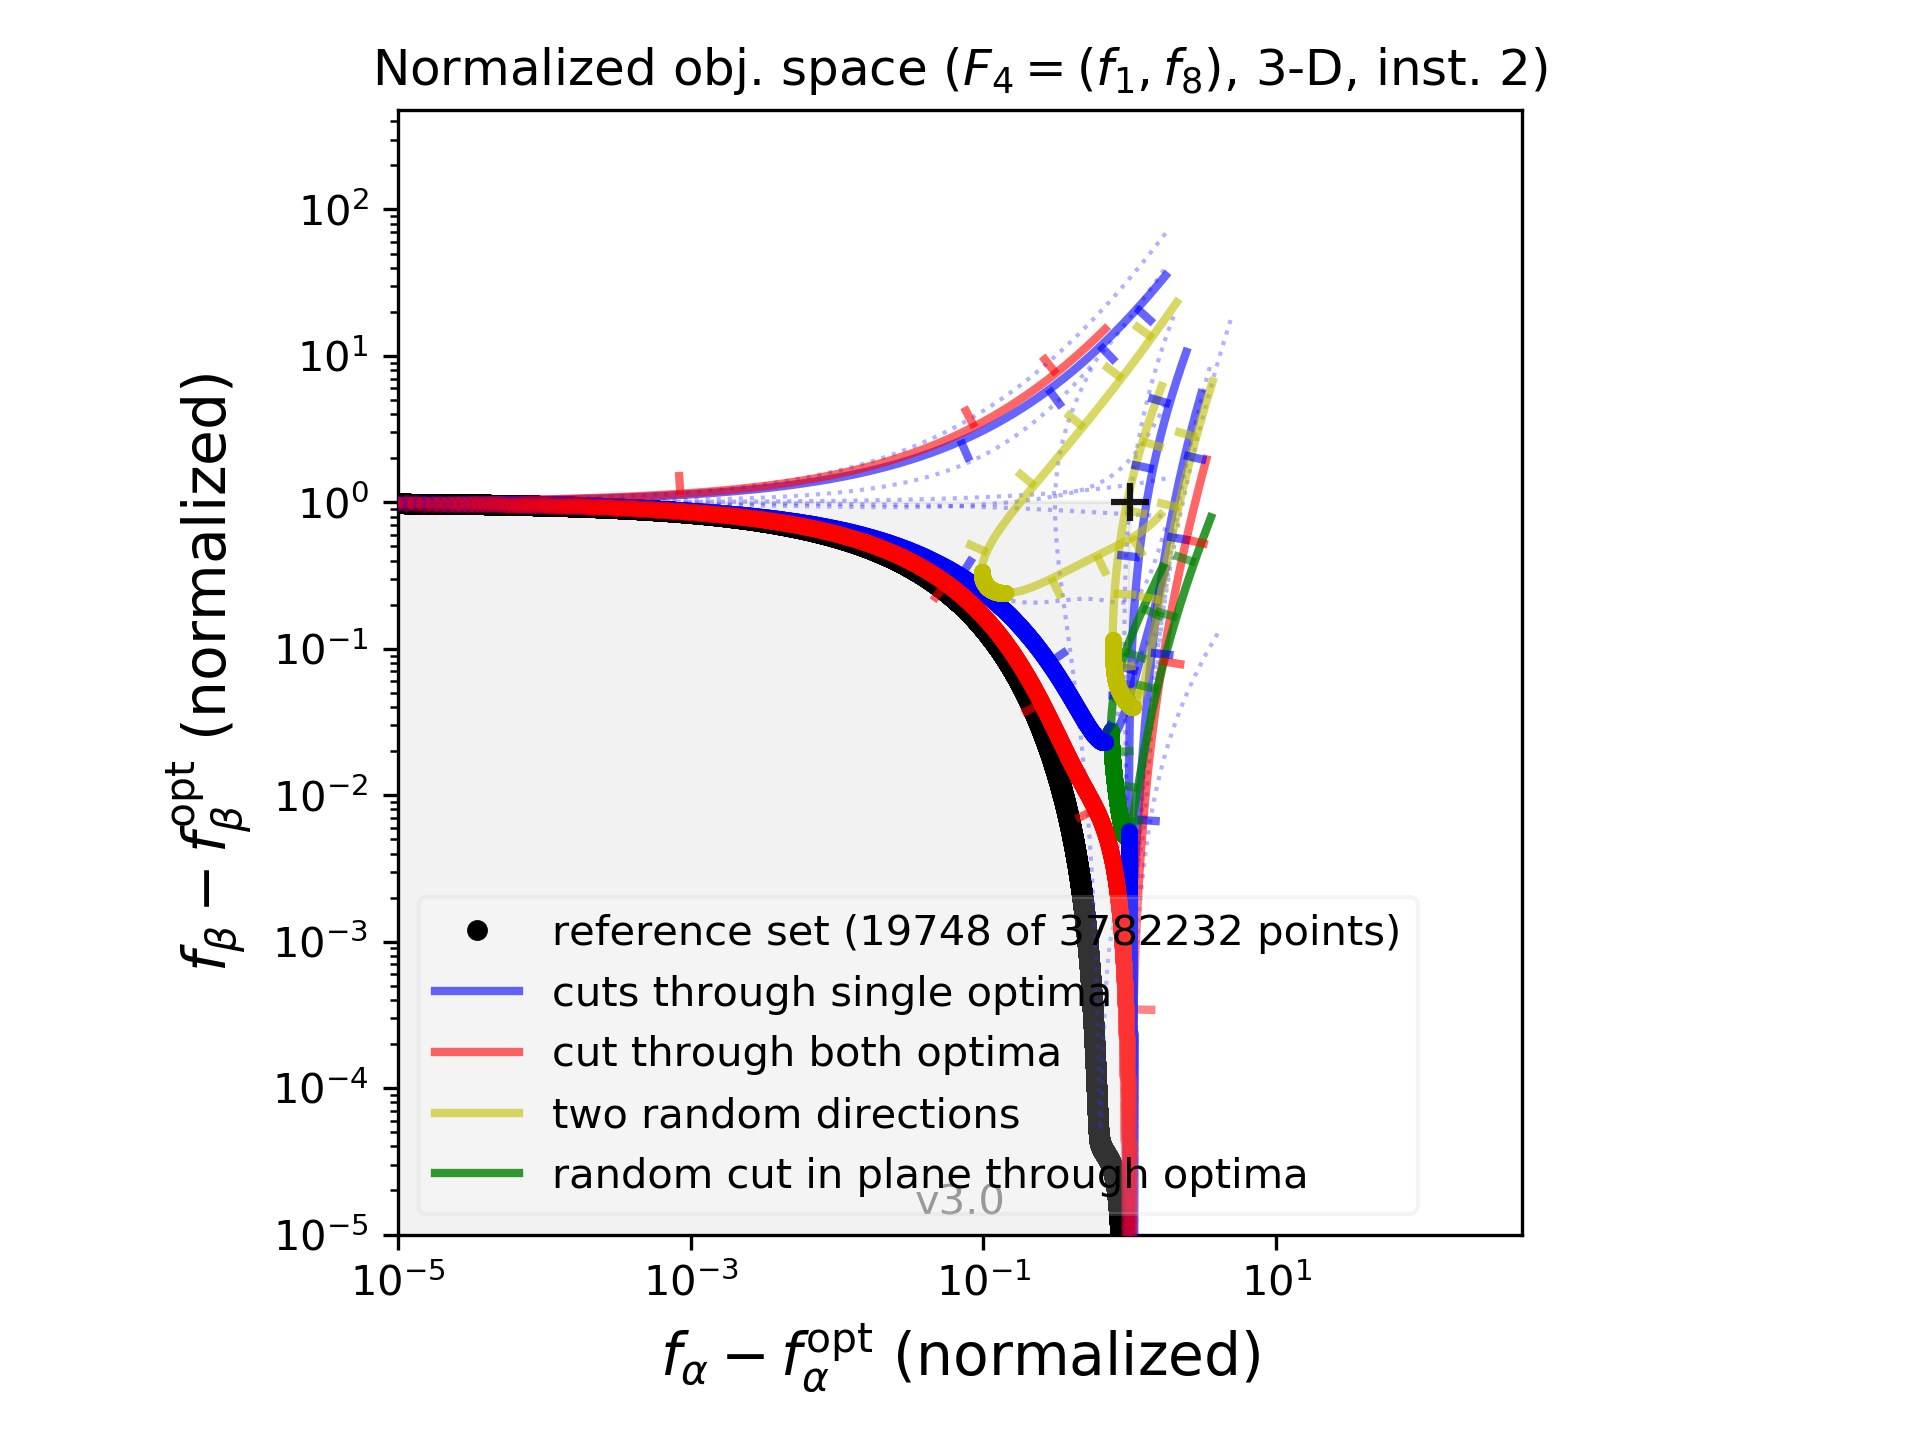 Normalized obj. space (F₄ = (f₁, f₈), 3-D, inst. 2)
10²
10¹
10⁰
10⁻¹
10⁻²
10⁻³
10⁻⁴
10⁻⁵
f_β − f_β^opt (normalized)
reference set (19748 of 3782232 points)
cuts through single optima
cut through both optima
two random directions
random cut in plane through optima
v3.0
10⁻⁵ 10⁻³ 10⁻¹ 10¹
f_α − f_α^opt (normalized)